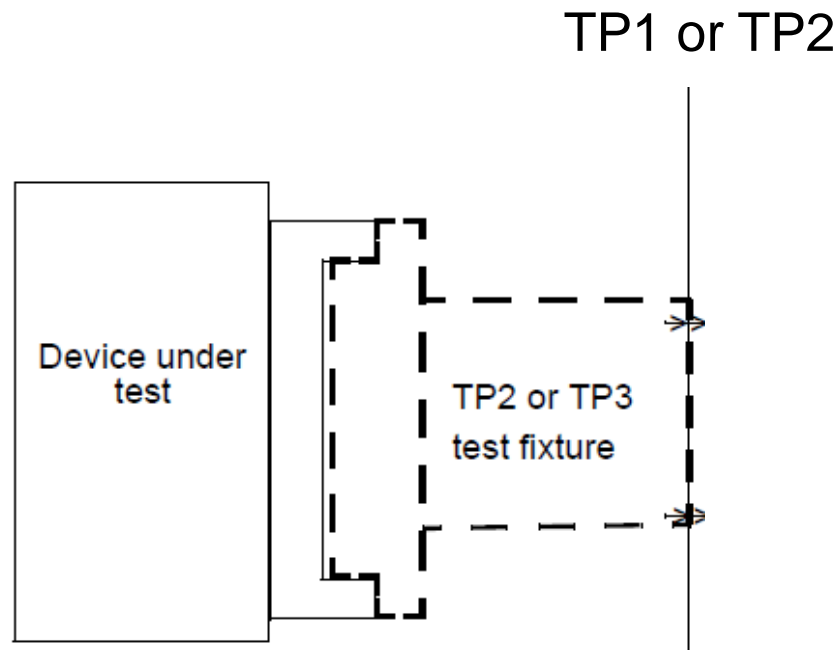 TP1 or TP2
Device under
test
TP2 or TP3
test fixture